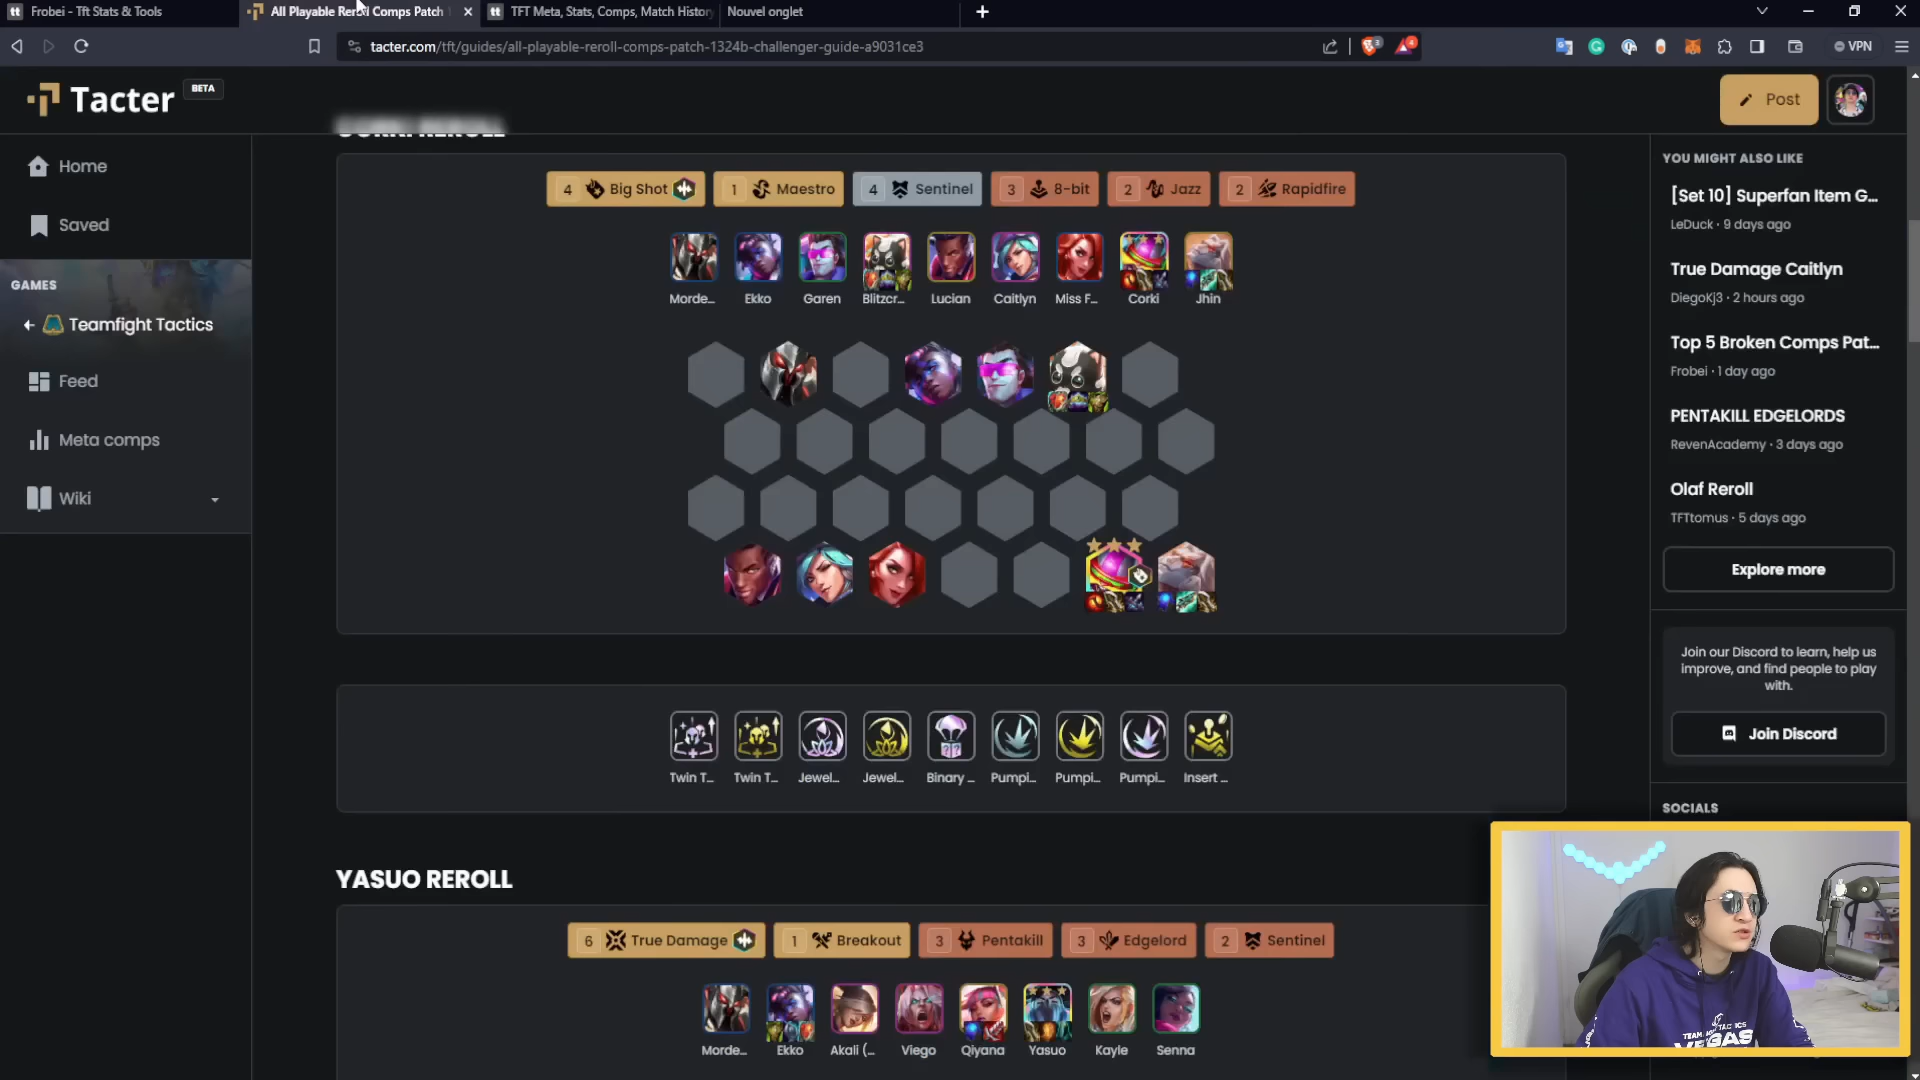 Frobei - Tft Stats & Tools
All Playable Reroll Comps Patch
TFT Meta, Stats, Comps, Match History
Nouvel onglet
tacter.com/tft/guides/all-playable-reroll-comps-patch-1324b-challenger-guide-a9031ce3
VPN
Tacter
BETA
Post
Home
Saved
GAMES
Teamfight Tactics
Feed
Meta comps
Wiki
CORKI REROLL
4 Big Shot
1 Maestro
4 Sentinel
3 8-bit
2 Jazz
2 Rapidfire
Morde...
Ekko
Garen
Blitzcr...
Lucian
Caitlyn
Miss F...
Corki
Jhin
Twin T...
Twin T...
Jewel...
Jewel...
Binary ...
Pumpi...
Pumpi...
Pumpi...
Insert ...
YASUO REROLL
6 True Damage
1 Breakout
3 Pentakill
3 Edgelord
2 Sentinel
Morde...
Ekko
Akali (...
Viego
Qiyana
Yasuo
Kayle
Senna
YOU MIGHT ALSO LIKE
[Set 10] Superfan Item G...
LeDuck · 9 days ago
True Damage Caitlyn
DiegoKj3 · 2 hours ago
Top 5 Broken Comps Pat...
Frobei · 1 day ago
PENTAKILL EDGELORDS
RevenAcademy · 3 days ago
Olaf Reroll
TFTtomus · 5 days ago
Explore more
Join our Discord to learn, help us
improve, and find people to play
with.
Join Discord
SOCIALS
VEGAS